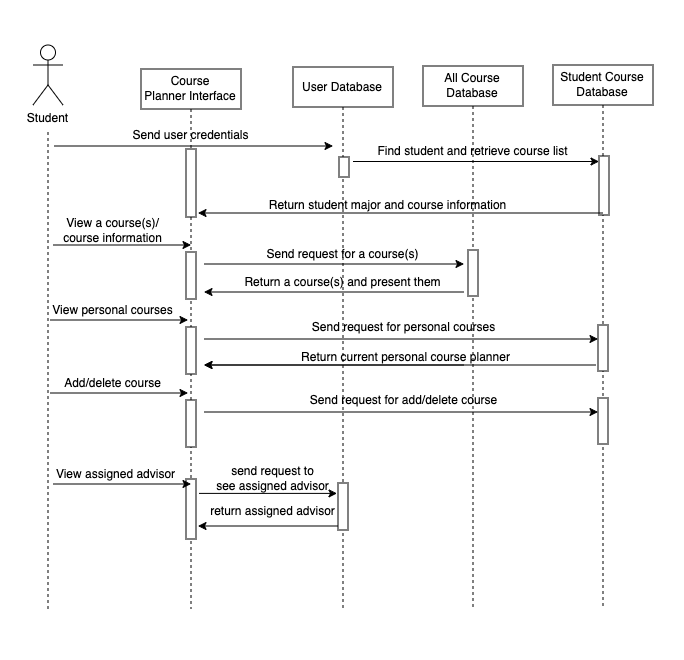 Course
Planner Interface
User Database
All Course
Database
Student Course
Database
Student
Send user credentials
Find student and retrieve course list
Return student major and course information
View a course(s)/
course information
Send request for a course(s)
Return a course(s) and present them
View personal courses
Send request for personal courses
Return current personal course planner
Add/delete course
Send request for add/delete course
View assigned advisor
send request to
see assigned advisor
return assigned advisor